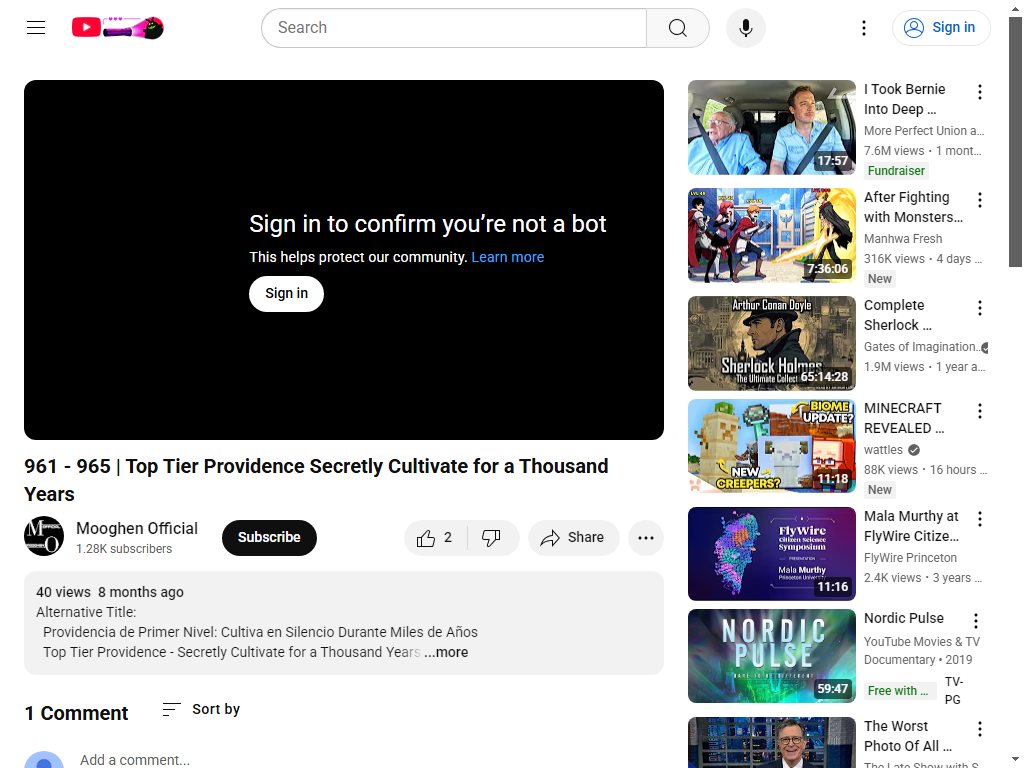 Search
Sign in
Sign in to confirm you’re not a bot
This helps protect our community. Learn more
Sign in
961 - 965 | Top Tier Providence Secretly Cultivate for a Thousand
Years
Mooghen Official
1.28K subscribers
Subscribe
2
Share
40 views 8 months ago
Alternative Title:
Providencia de Primer Nivel: Cultiva en Silencio Durante Miles de Años
Top Tier Providence - Secretly Cultivate for a Thousand Years ...more
1 Comment
Sort by
Add a comment...
17:57
I Took Bernie
Into Deep ...
More Perfect Union a...
7.6M views • 1 mont...
Fundraiser
7:36:06
After Fighting
with Monsters...
Manhwa Fresh
316K views • 4 days ...
New
Arthur Conan Doyle
Sherlock Holmes
The Ultimate Collect
65:14:28
Complete
Sherlock ...
Gates of Imagination...
1.9M views • 1 year a...
BIOME
UPDATE?
NEW
CREEPERS?
11:18
MINECRAFT
REVEALED ...
wattles
88K views • 16 hours ...
New
FlyWire
Citizen Science
Symposium
PRESENTATION
Mala Murthy
Princeton University
11:16
Mala Murthy at
FlyWire Citize...
FlyWire Princeton
2.4K views • 3 years ...
NORDIC
PULSE
59:47
Nordic Pulse
YouTube Movies & TV
Documentary • 2019
Free with ...
TV-
PG
The Worst
Photo Of All ...
The Late Show with S...